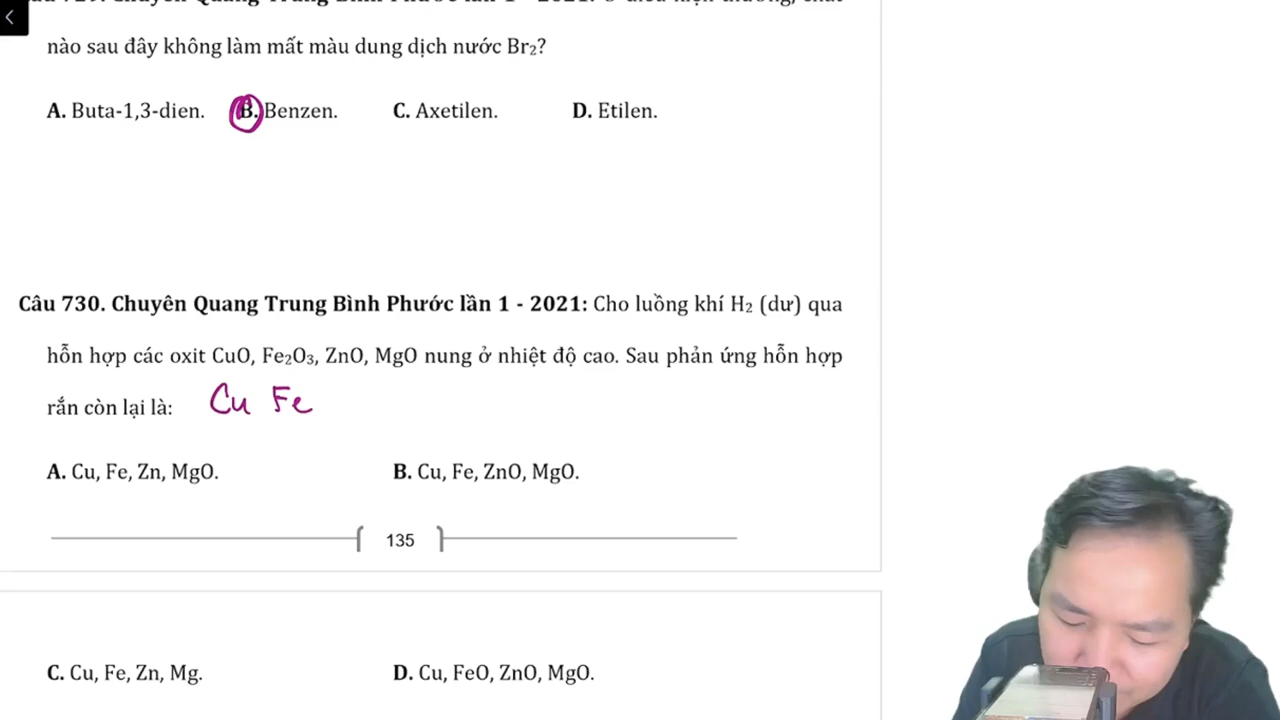 nào sau đây không làm mất màu dung dịch nước Br₂?
A. Buta-1,3-dien. B. Benzen. C. Axetilen. D. Etilen.
Câu 730. Chuyên Quang Trung Bình Phước lần 1 - 2021: Cho luồng khí H₂ (dư) qua
hỗn hợp các oxit CuO, Fe₂O₃, ZnO, MgO nung ở nhiệt độ cao. Sau phản ứng hỗn hợp
rắn còn lại là: Cu Fe
A. Cu, Fe, Zn, MgO. B. Cu, Fe, ZnO, MgO.
135
C. Cu, Fe, Zn, Mg. D. Cu, FeO, ZnO, MgO.